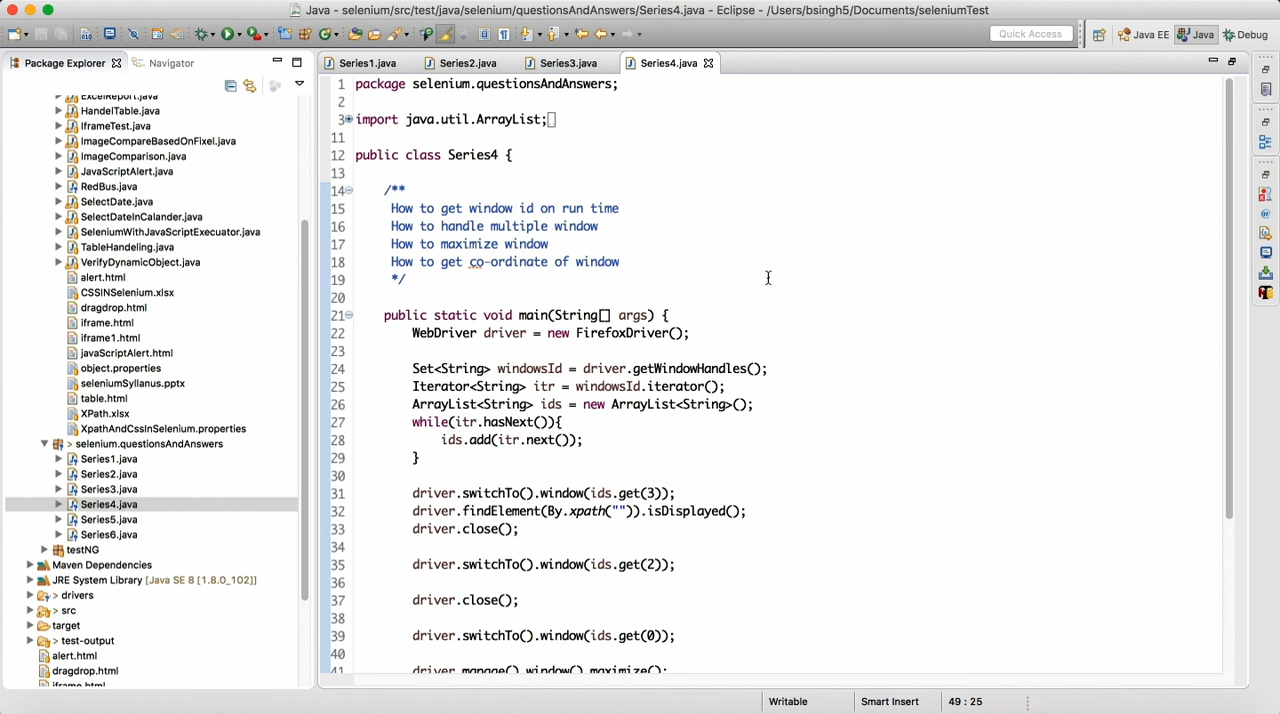 Java - selenium/src/test/java/selenium/questionsAndAnswers/Series4.java - Eclipse - /Users/bsingh5/Documents/seleniumTest
Quick Access
Java EE
Java
Debug
Package Explorer
Navigator
Series1.java
Series2.java
Series3.java
Series4.java
ExcelReport.java
HandelTable.java
IframeTest.java
ImageCompareBasedOnFixel.java
ImageComparison.java
JavaScriptAlert.java
RedBus.java
SelectDate.java
SelectDateInCalander.java
SeleniumWithJavaScriptExecuator.java
TableHandeling.java
VerifyDynamicObject.java
alert.html
CSSINSelenium.xlsx
dragdrop.html
iframe.html
iframe1.html
javaScriptAlert.html
object.properties
seleniumSyllanus.pptx
table.html
XPath.xlsx
XpathAndCssInSelenium.properties
> selenium.questionsAndAnswers
Series1.java
Series2.java
Series3.java
Series4.java
Series5.java
Series6.java
testNG
Maven Dependencies
JRE System Library [Java SE 8 [1.8.0_102]]
> drivers
> src
target
> test-output
alert.html
dragdrop.html
iframe.html
1 package selenium.questionsAndAnswers;
2
3 import java.util.ArrayList;
11
12 public class Series4 {
13
14 /**
15 How to get window id on run time
16 How to handle multiple window
17 How to maximize window
18 How to get co-ordinate of window
19 */
20
21 public static void main(String[] args) {
22 WebDriver driver = new FirefoxDriver();
23
24 Set<String> windowsId = driver.getWindowHandles();
25 Iterator<String> itr = windowsId.iterator();
26 ArrayList<String> ids = new ArrayList<String>();
27 while(itr.hasNext()){
28 ids.add(itr.next());
29 }
30
31 driver.switchTo().window(ids.get(3));
32 driver.findElement(By.xpath("")).isDisplayed();
33 driver.close();
34
35 driver.switchTo().window(ids.get(2));
36
37 driver.close();
38
39 driver.switchTo().window(ids.get(0));
40
41 driver.manage().window().maximize();
Writable
Smart Insert
49 : 25